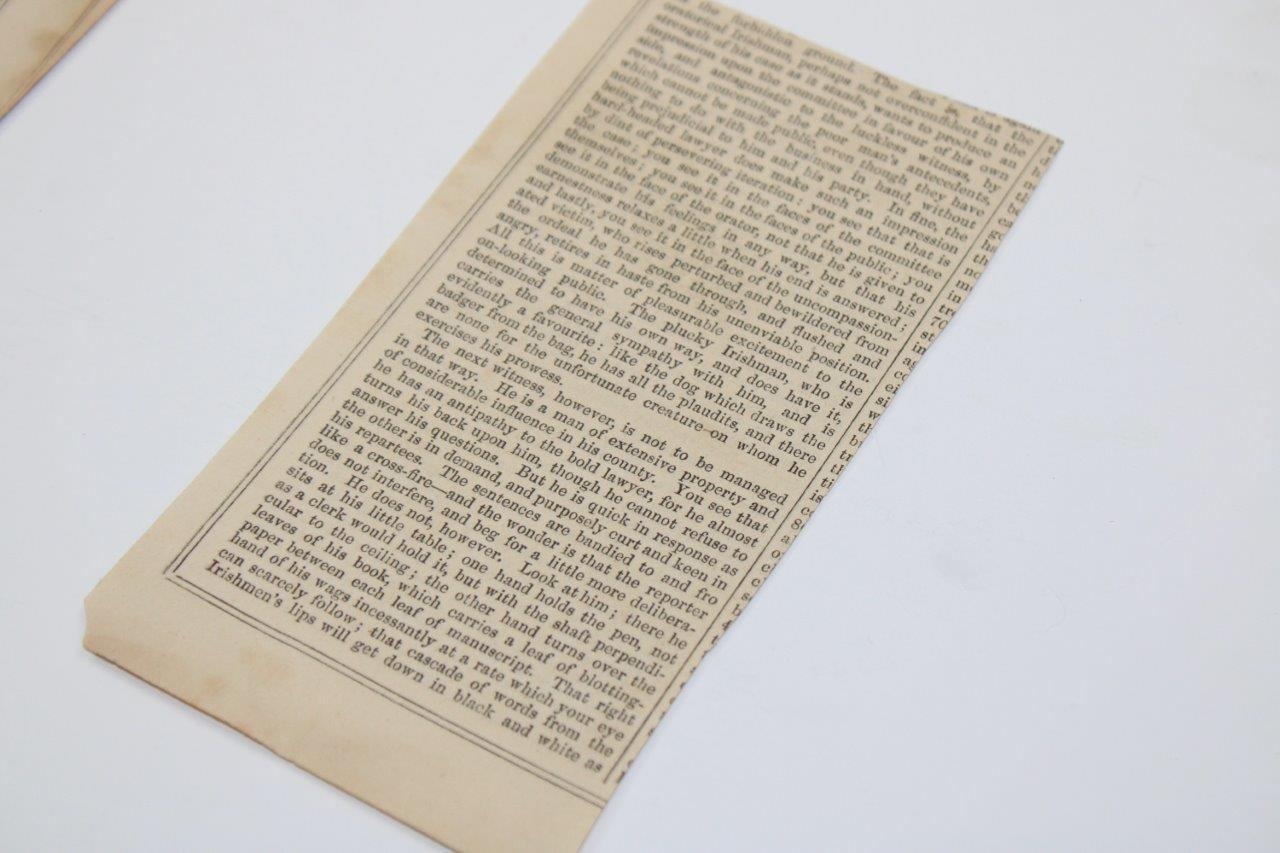 the forbidden ground. The fact is, that the
oratorical Irishman, perhaps not overconfident in the
strength of his case as it stands, wants to produce an
impression upon the committee in favour of his own
side, and antagonistic to the luckless witness, by
revelations concerning the poor man's antecedents,
which cannot be made public, even though they have
nothing to do with the business in hand, without
being prejudicial to him and his party. In fine, the
hard-headed lawyer does make such an impression
by dint of persevering iteration: you see that that is
the case; you see it in the faces of the committee
themselves; you see it in the faces of the public; you
see it in the face of the orator, not that he is given to
demonstrate his feelings in any way, but that his
earnestness relaxes a little when his end is answered;
and lastly, you see it in the face of the uncompassion-
ated victim, who rises perturbed and bewildered from
the ordeal he has gone through, and flushed and
angry, retires in haste from his unenviable position.
All this is matter of pleasurable excitement to the
on-looking public. The plucky Irishman, who is
determined to have his own way, and does have it,
carries the general sympathy with him, and is
evidently a favourite: like the dog which draws the
badger from the bag, he has all the plaudits, and there
are none for the unfortunate creature on whom he
exercises his prowess.
The next witness, however, is not to be managed
in that way. He is a man of extensive property and
of considerable influence in his county. You see that
he has an antipathy to the bold lawyer, for he almost
turns his back upon him, though he cannot refuse to
answer his questions. But he is quick in response as
the other is in demand, and purposely curt and keen in
his repartees. The sentences are bandied to and fro
like a cross-fire—and the wonder is that the reporter
does not interfere, and beg for a little more delibera-
tion. He does not, however. Look at him; there he
sits at his little table; one hand holds the pen, not
as a clerk would hold it, but with the shaft perpendi-
cular to the ceiling; the other hand turns over the
leaves of his book, which carries a leaf of blotting-
paper between each leaf of manuscript. That right
hand of his wags incessantly at a rate which your eye
can scarcely follow; that cascade of words from the
Irishmen's lips will get down in black and white as